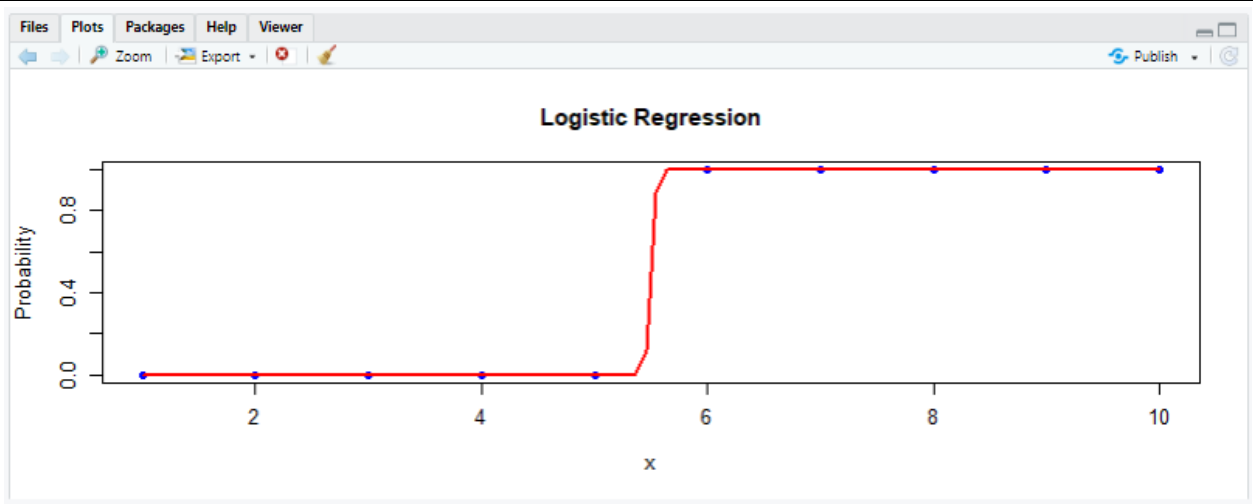 Files Plots Packages Help Viewer
Zoom Export Publish
Logistic Regression
Probability
0.8
0.4
0.0
2 4 6 8 10
x